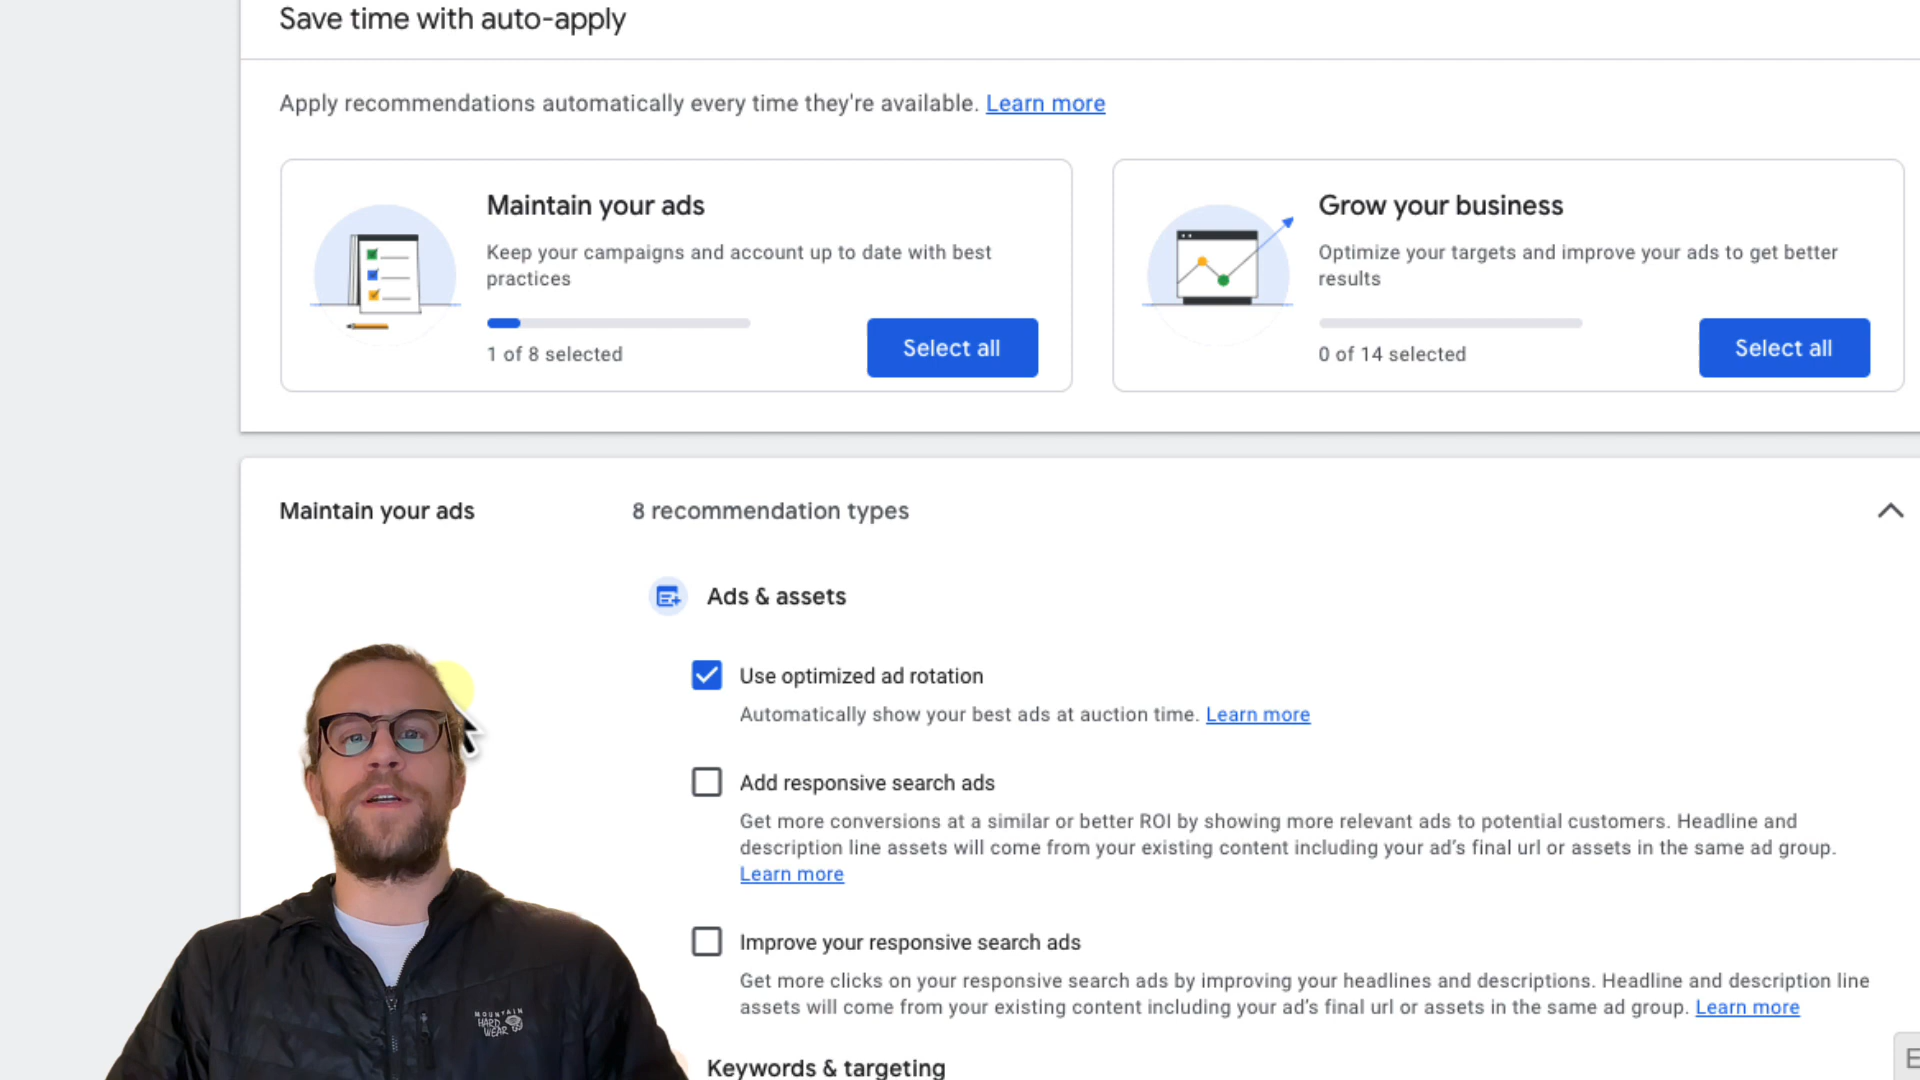 Save time with auto-apply
Apply recommendations automatically every time they're available. Learn more
Maintain your ads
Keep your campaigns and account up to date with best
practices
1 of 8 selected
Select all
Grow your business
Optimize your targets and improve your ads to get better
results
0 of 14 selected
Select all
Maintain your ads
8 recommendation types
Ads & assets
Use optimized ad rotation
Automatically show your best ads at auction time. Learn more
Add responsive search ads
Get more conversions at a similar or better ROI by showing more relevant ads to potential customers. Headline and
description line assets will come from your existing content including your ad's final url or assets in the same ad group.
Learn more
Improve your responsive search ads
Get more clicks on your responsive search ads by improving your headlines and descriptions. Headline and description line
assets will come from your existing content including your ad's final url or assets in the same ad group. Learn more
MOUNTAIN
HARD
WEAR
Keywords & targeting